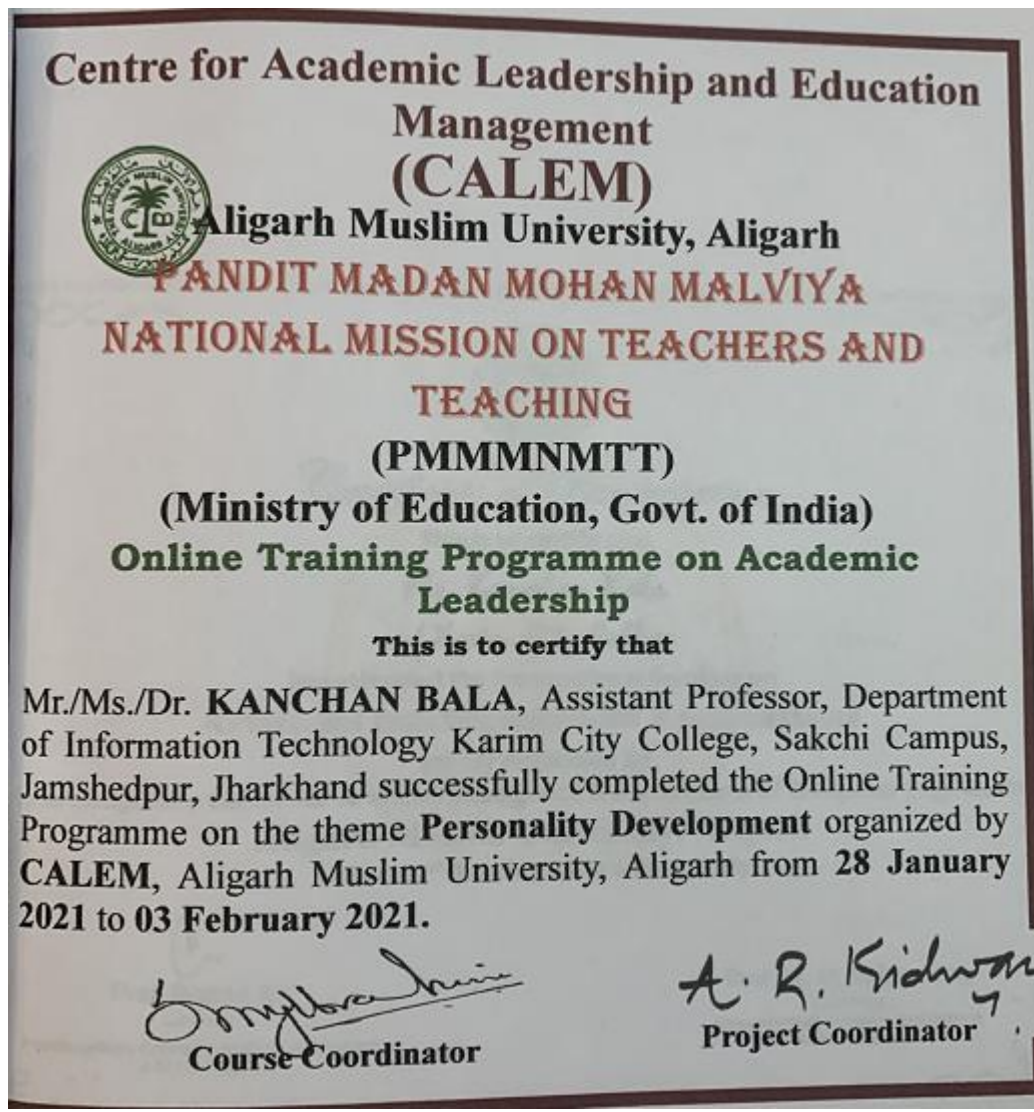 Centre for Academic Leadership and Education
Management
(CALEM)
Aligarh Muslim University, Aligarh
PANDIT MADAN MOHAN MALVIYA
NATIONAL MISSION ON TEACHERS AND
TEACHING
(PMMMNMTT)
(Ministry of Education, Govt. of India)
Online Training Programme on Academic
Leadership
This is to certify that
Mr./Ms./Dr. KANCHAN BALA, Assistant Professor, Department
of Information Technology Karim City College, Sakchi Campus,
Jamshedpur, Jharkhand successfully completed the Online Training
Programme on the theme Personality Development organized by
CALEM, Aligarh Muslim University, Aligarh from 28 January
2021 to 03 February 2021.
A. R. Kidwai
Course Coordinator
Project Coordinator